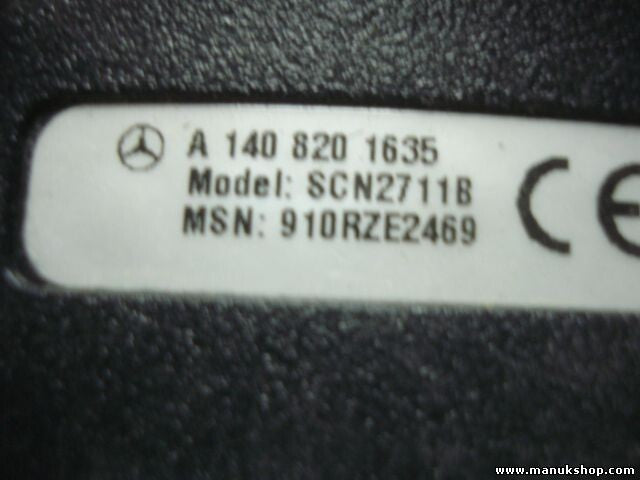 A 140 820 1635
Model: SCN2711B
MSN: 910RZE2469
CE
www.manukshop.com